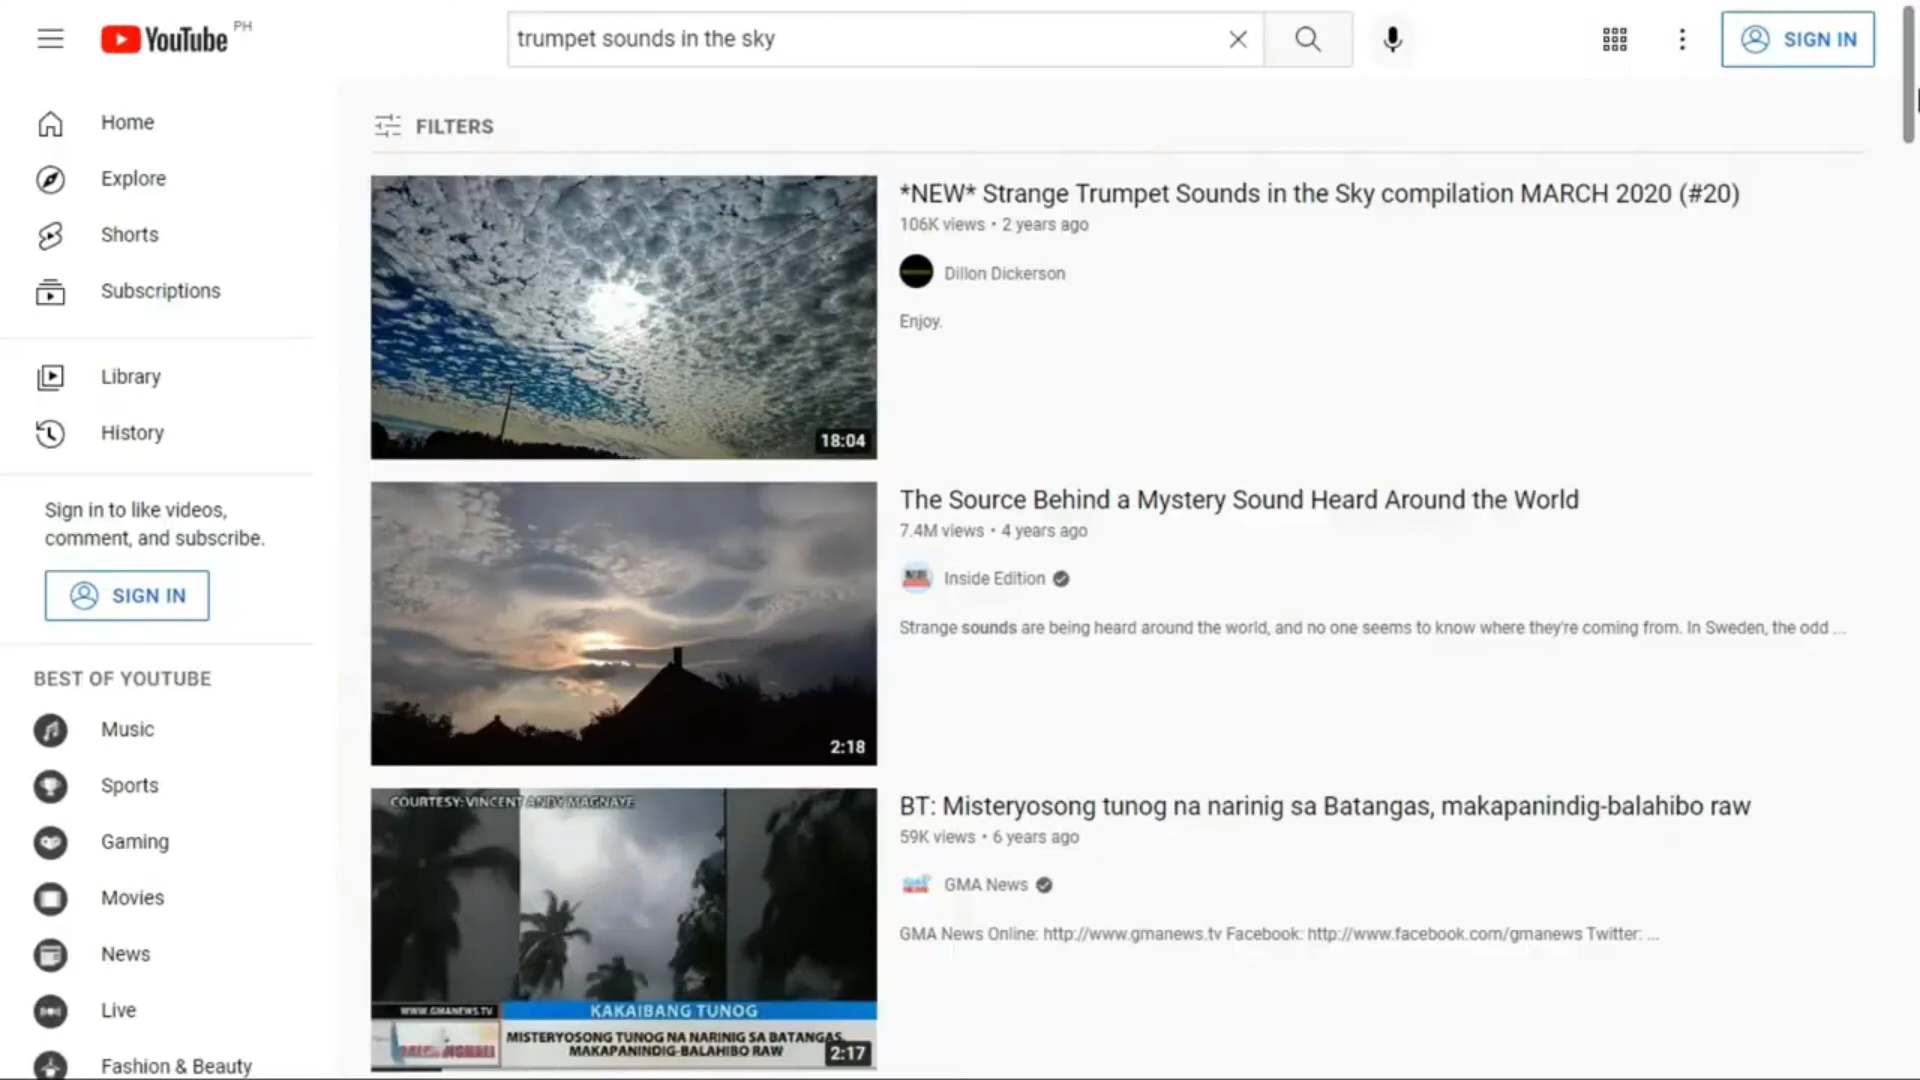 YouTube PH
trumpet sounds in the sky
SIGN IN
Home
Explore
Shorts
Subscriptions
Library
History
Sign in to like videos,
comment, and subscribe.
SIGN IN
BEST OF YOUTUBE
Music
Sports
Gaming
Movies
News
Live
Fashion & Beauty
FILTERS
18:04
*NEW* Strange Trumpet Sounds in the Sky compilation MARCH 2020 (#20)
106K views • 2 years ago
Dillon Dickerson
Enjoy.
2:18
The Source Behind a Mystery Sound Heard Around the World
7.4M views • 4 years ago
Inside Edition
Strange sounds are being heard around the world, and no one seems to know where they're coming from. In Sweden, the odd ...
COURTESY: VINCENT ANDY MAGNAYE
WWW.GMANEWS.TV
KAKAIBANG TUNOG
MISTERYOSONG TUNOG NA NARINIG SA BATANGAS,
MAKAPANINDIG-BALAHIBO RAW
2:17
BT: Misteryosong tunog na narinig sa Batangas, makapanindig-balahibo raw
59K views • 6 years ago
GMA News
GMA News Online: http://www.gmanews.tv Facebook: http://www.facebook.com/gmanews Twitter: ...